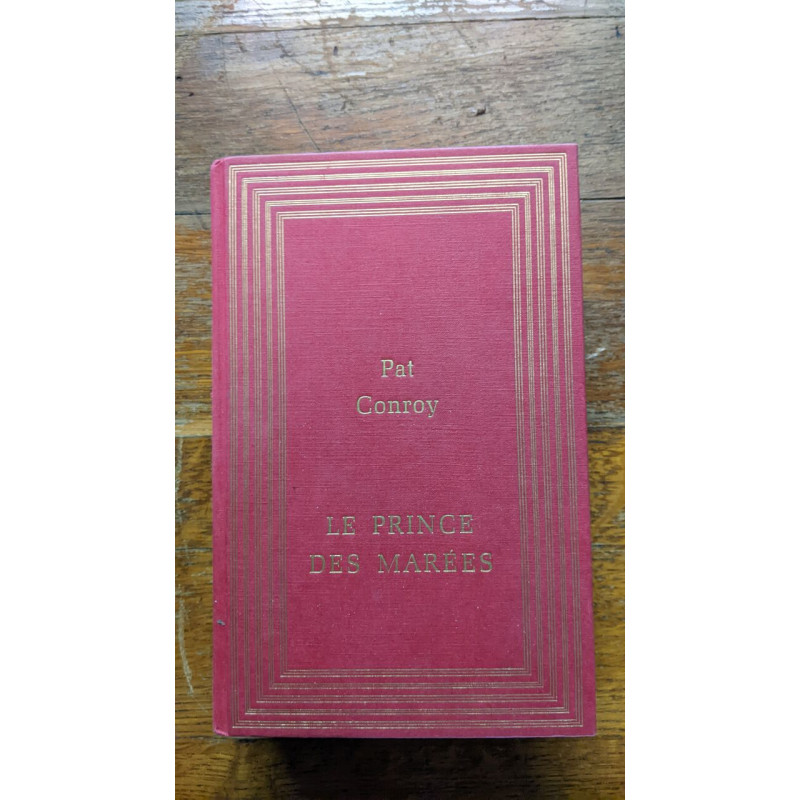 Pat
Conroy
LE PRINCE
DES MARÉES